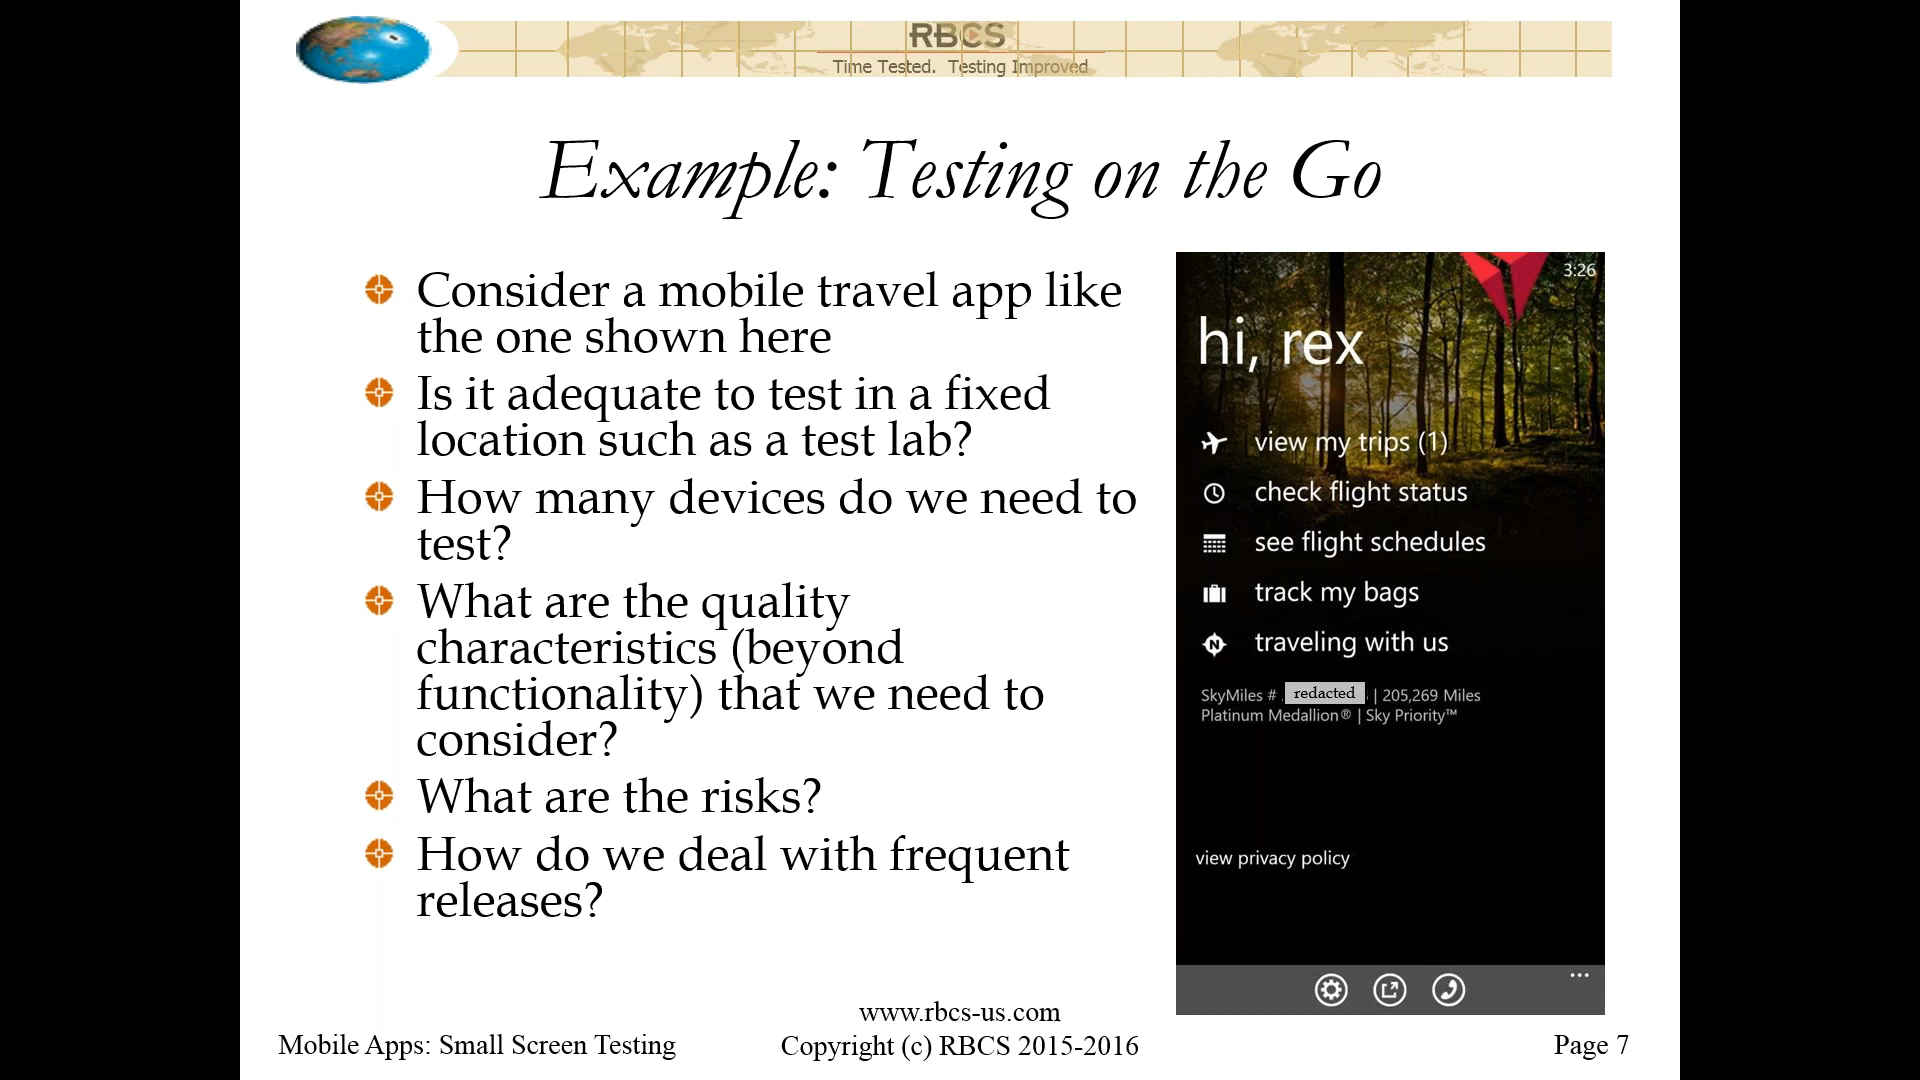 RBCS
Time Tested. Testing Improved
Example: Testing on the Go
Consider a mobile travel app like
the one shown here
Is it adequate to test in a fixed
location such as a test lab?
How many devices do we need to
test?
What are the quality
characteristics (beyond
functionality) that we need to
consider?
What are the risks?
How do we deal with frequent
releases?
3:26
hi, rex
view my trips (1)
check flight status
see flight schedules
track my bags
N
traveling with us
SkyMiles # redacted | 205,269 Miles
Platinum Medallion® | Sky Priority™
view privacy policy
...
www.rbcs-us.com
Mobile Apps: Small Screen Testing
Copyright (c) RBCS 2015-2016
Page 7